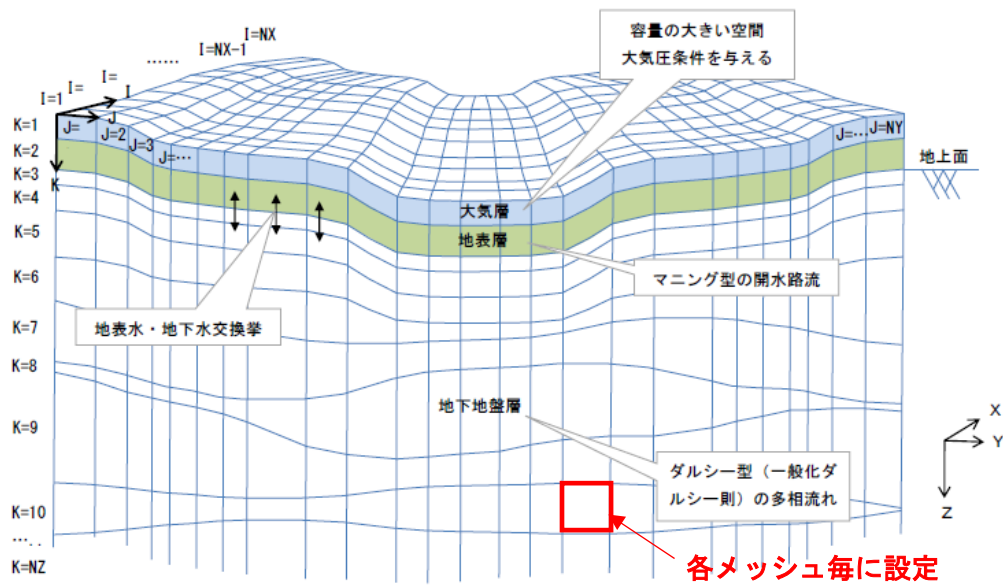 容量の大きい空間
大気圧条件を与える
I=NX
I=NX-1
……
I=
I=
I=1
I
J
K
K=1
J=
J=2
J=3
J=…
J=…
J=NY
K=2
K=3
K=4
K=5
K=6
K=7
K=8
K=9
K=10
…..
K=NZ
地上面
大気層
地表層
マニング型の開水路流
地表水・地下水交換挙
地下地盤層
ダルシー型（一般化ダ
ルシー則）の多相流れ
X
Y
Z
各メッシュ毎に設定